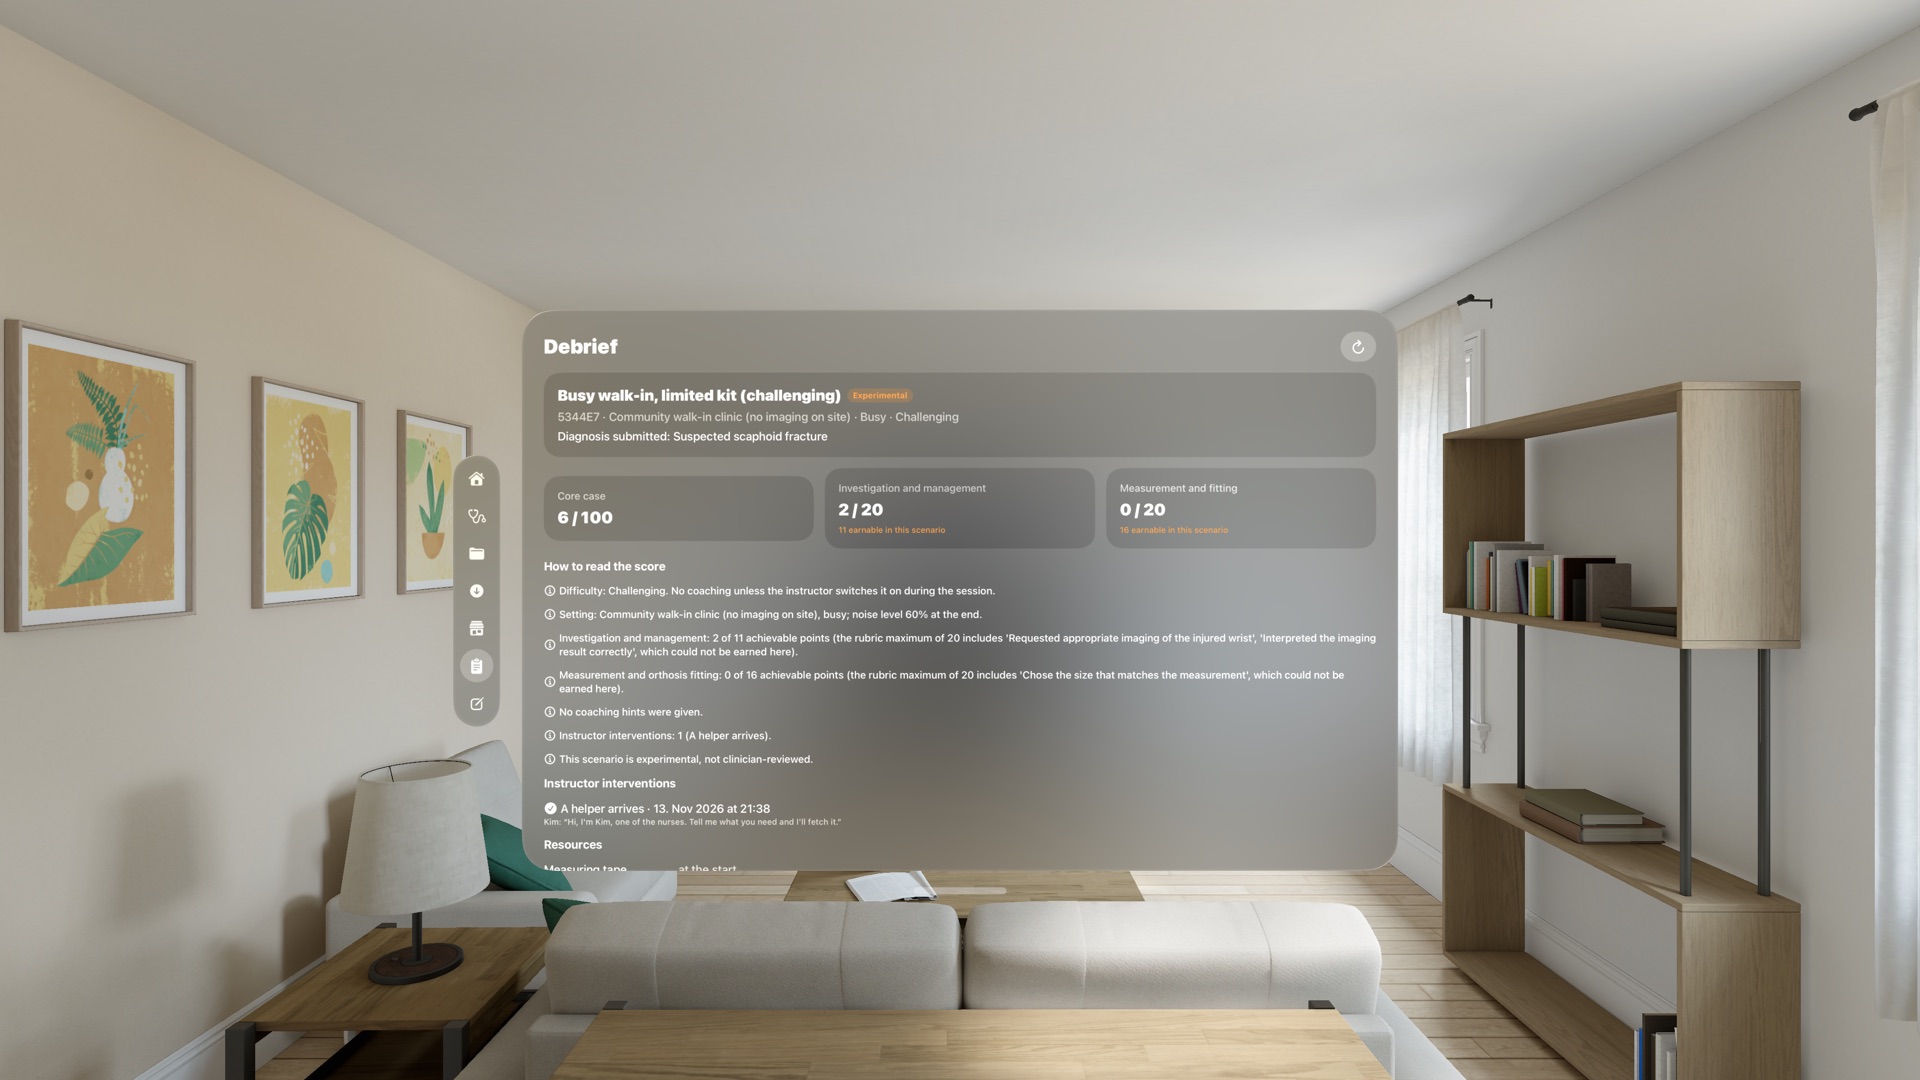 Debrief
Busy walk-in, limited kit (challenging) Experimental
5344E7 · Community walk-in clinic (no imaging on site) · Busy · Challenging
Diagnosis submitted: Suspected scaphoid fracture
Core case
6 / 100
Investigation and management
2 / 20
11 earnable in this scenario
Measurement and fitting
0 / 20
16 earnable in this scenario
How to read the score
Difficulty: Challenging. No coaching unless the instructor switches it on during the session.
Setting: Community walk-in clinic (no imaging on site), busy; noise level 60% at the end.
Investigation and management: 2 of 11 achievable points (the rubric maximum of 20 includes 'Requested appropriate imaging of the injured wrist', 'Interpreted the imaging
result correctly', which could not be earned here).
Measurement and orthosis fitting: 0 of 16 achievable points (the rubric maximum of 20 includes 'Chose the size that matches the measurement', which could not be
earned here).
No coaching hints were given.
Instructor interventions: 1 (A helper arrives).
This scenario is experimental, not clinician-reviewed.
Instructor interventions
A helper arrives · 13. Nov 2026 at 21:38
Kim: "Hi, I'm Kim, one of the nurses. Tell me what you need and I'll fetch it."
Resources
Measuring tape at the start